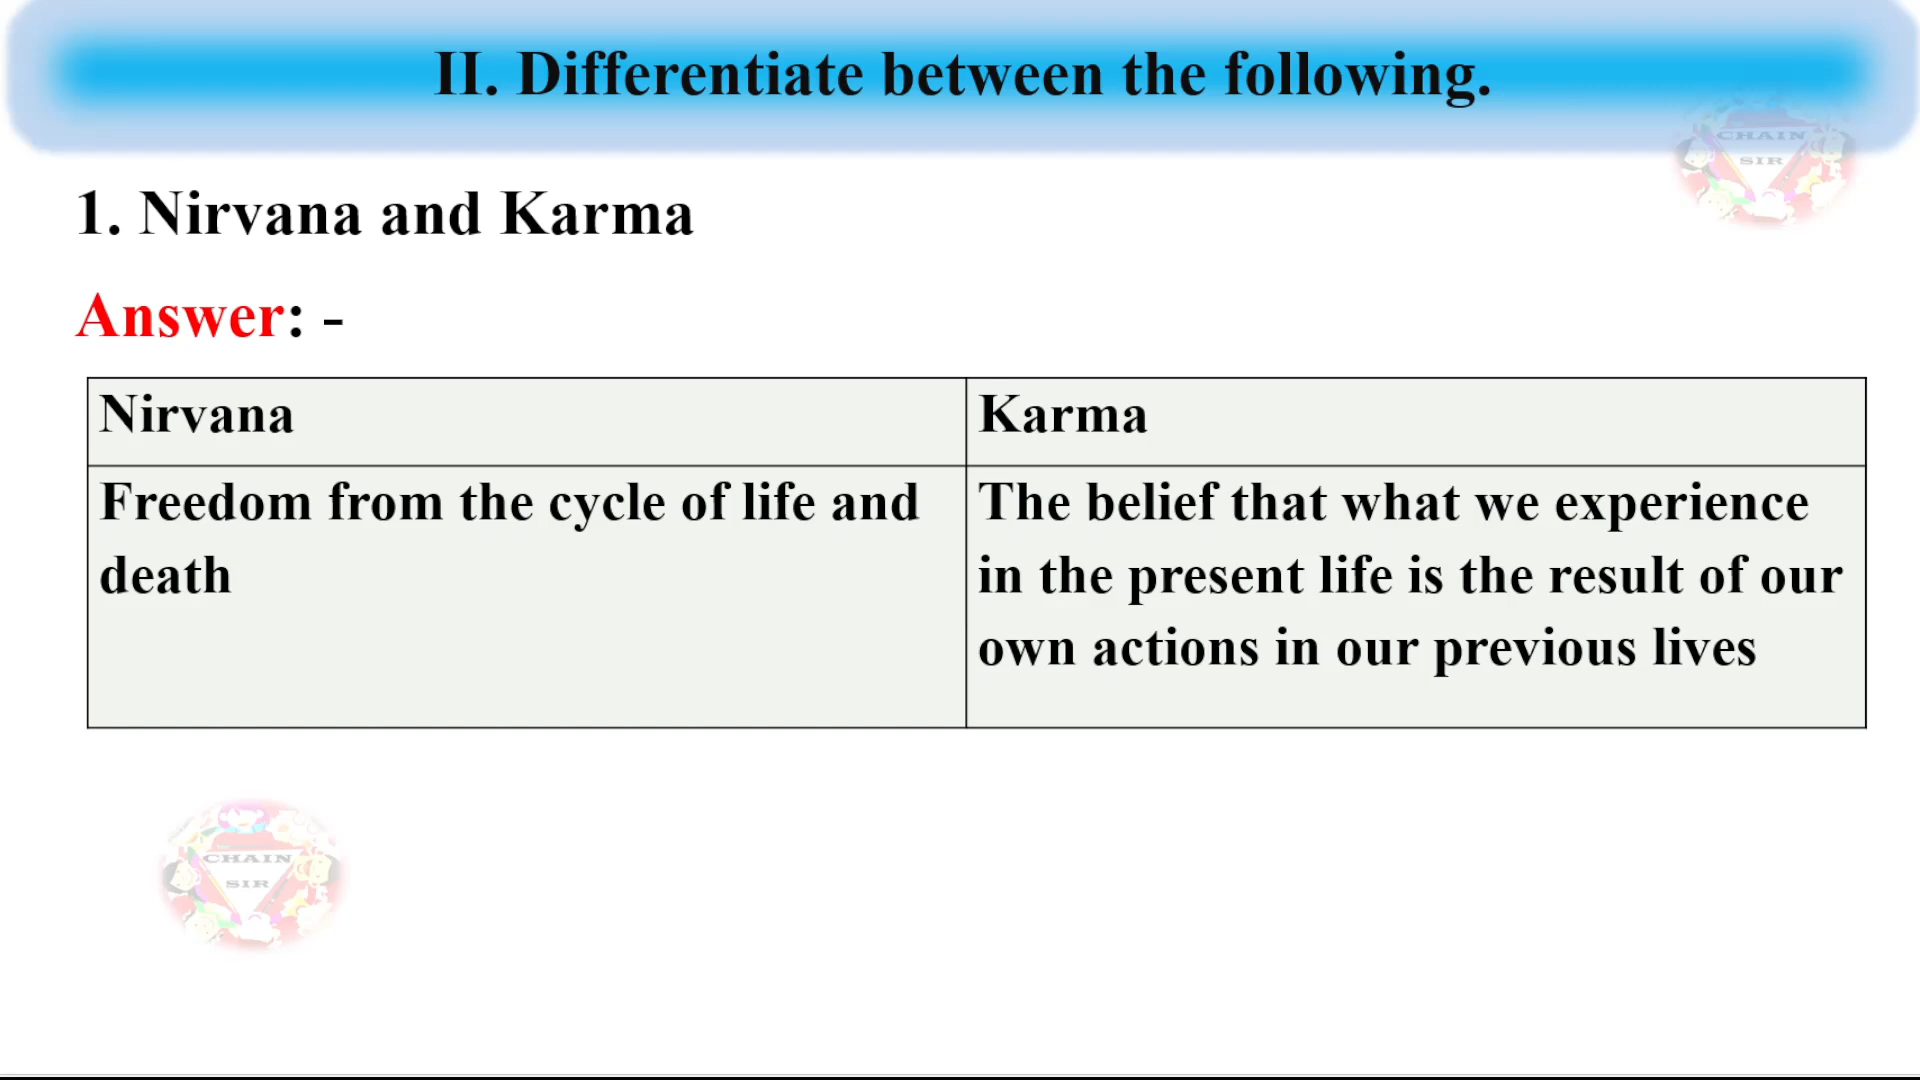 II. Differentiate between the following.
CHAIN
SIR
1. Nirvana and Karma
Answer: -
Nirvana
Karma
Freedom from the cycle of life and
death
The belief that what we experience
in the present life is the result of our
own actions in our previous lives
CHAIN
SIR